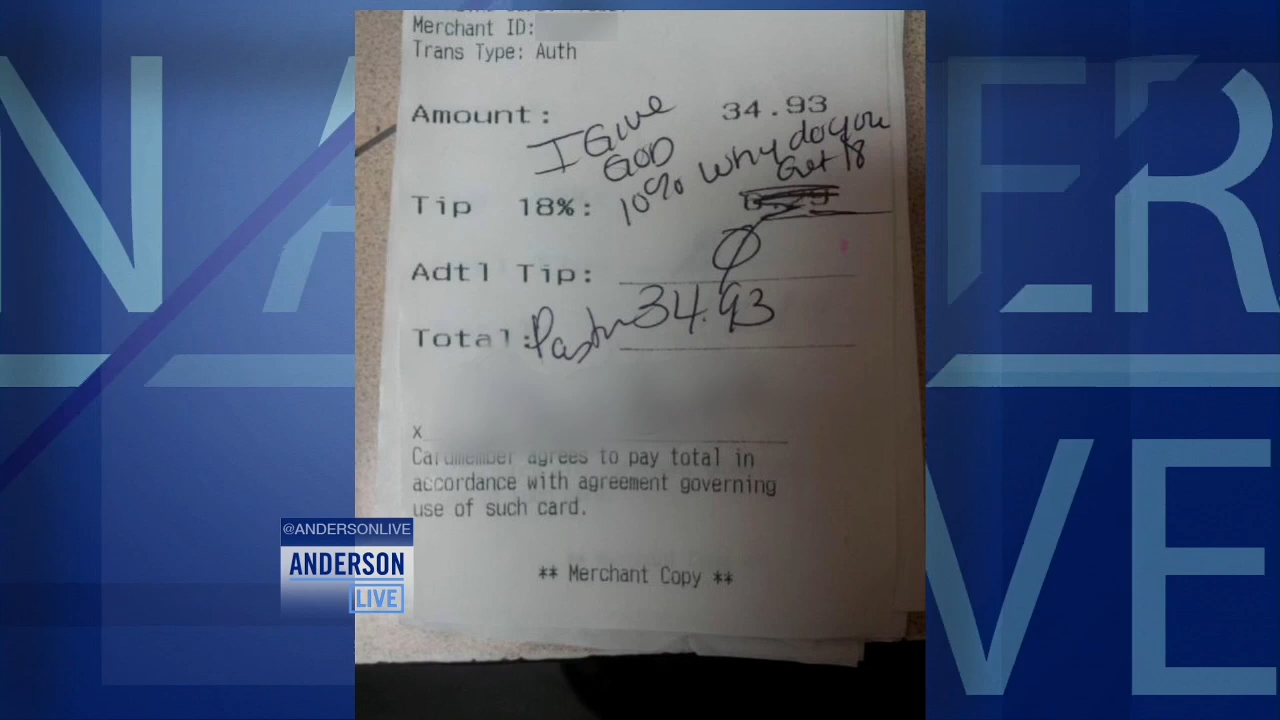 Merchant ID:
Trans Type: Auth
Amount: 34.93
I GIVE
GOD
10% Why do you
Get 18
Tip 18%: 6.29
Adtl Tip: Ø
Total: Pastor 34.93
X
Cardmember agrees to pay total in
accordance with agreement governing
use of such card.
** Merchant Copy **
@ANDERSONLIVE
ANDERSON
LIVE